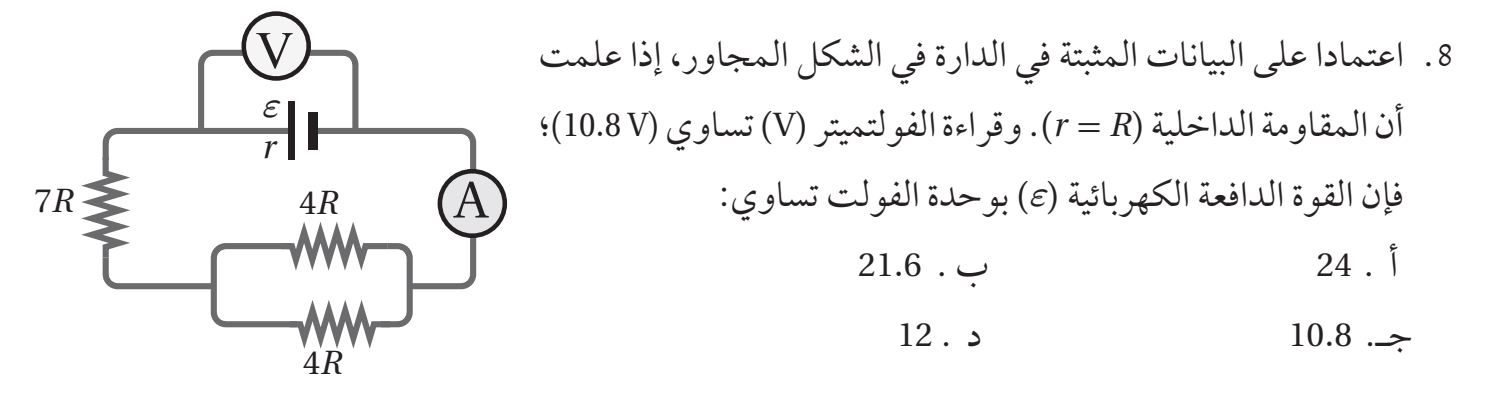 8. اعتمادا على البيانات المثبتة في الدارة في الشكل المجاور، إذا علمت
أن المقاومة الداخلية (r = R). وقراءة الفولتميتر (V) تساوي (10.8 V)؛
فإن القوة الدافعة الكهربائية (ε) بوحدة الفولت تساوي:
أ . 24 ب . 21.6
جـ. 10.8 د . 12
V
ε
r
A
7R
4R
4R